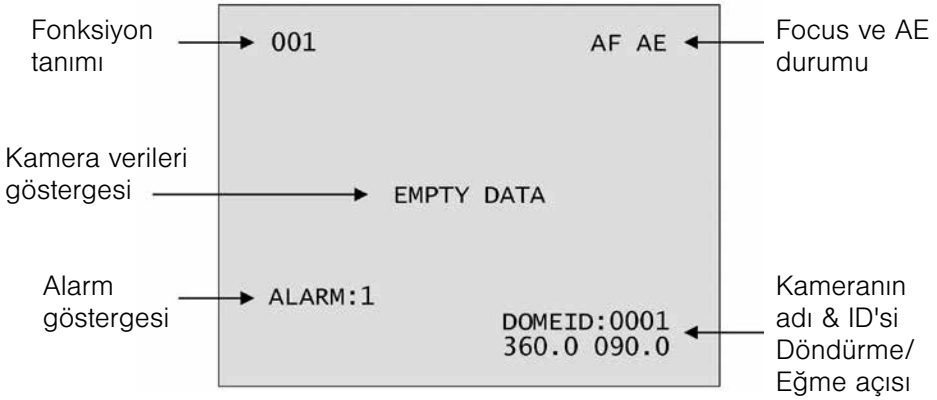 Fonksiyon
tanımı
001
AF AE
Focus ve AE
durumu
Kamera verileri
göstergesi
EMPTY DATA
Alarm
göstergesi
ALARM:1
DOMEID:0001
360.0 090.0
Kameranın
adı & ID'si
Döndürme/
Eğme açısı